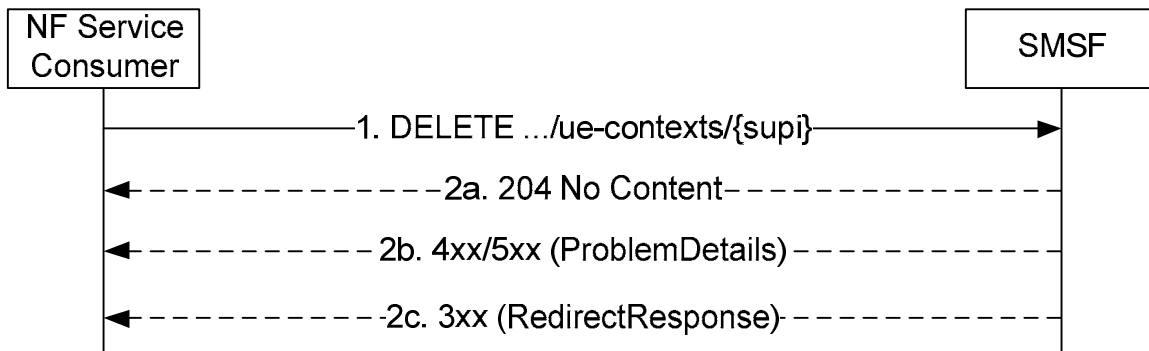 NF Service
Consumer
SMSF
1. DELETE .../ue-contexts/{supi}
2a. 204 No Content
2b. 4xx/5xx (ProblemDetails)
2c. 3xx (RedirectResponse)